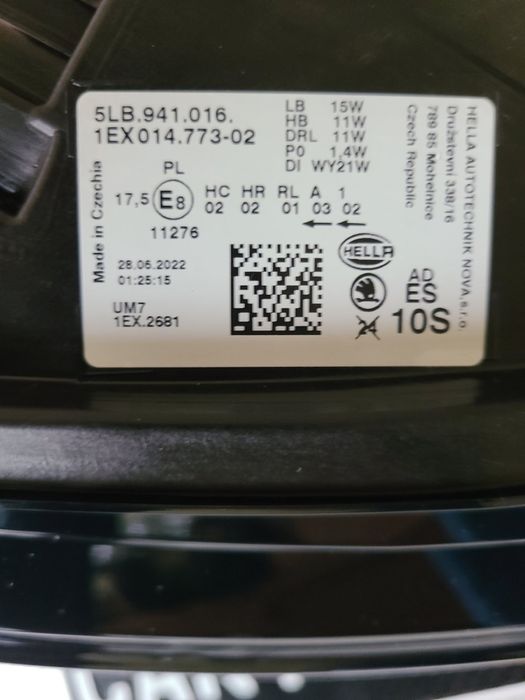 5LB.941.016.
1EX 014.773-02
LB 15W
HB 11W
DRL 11W
P0 1,4W
DI WY21W
HELLA AUTOTECHNIK NOVA,s.r.o.
Družstevní 338/16
789 85 Mohelnice
Czech Republic
Made in Czechia
PL
17,5 E8 HC HR RL A 1
02 02 01 03 02
11276
28.06.2022
01:25:15
UM7
1EX.2681
HELLA
AD
ES
24 10S